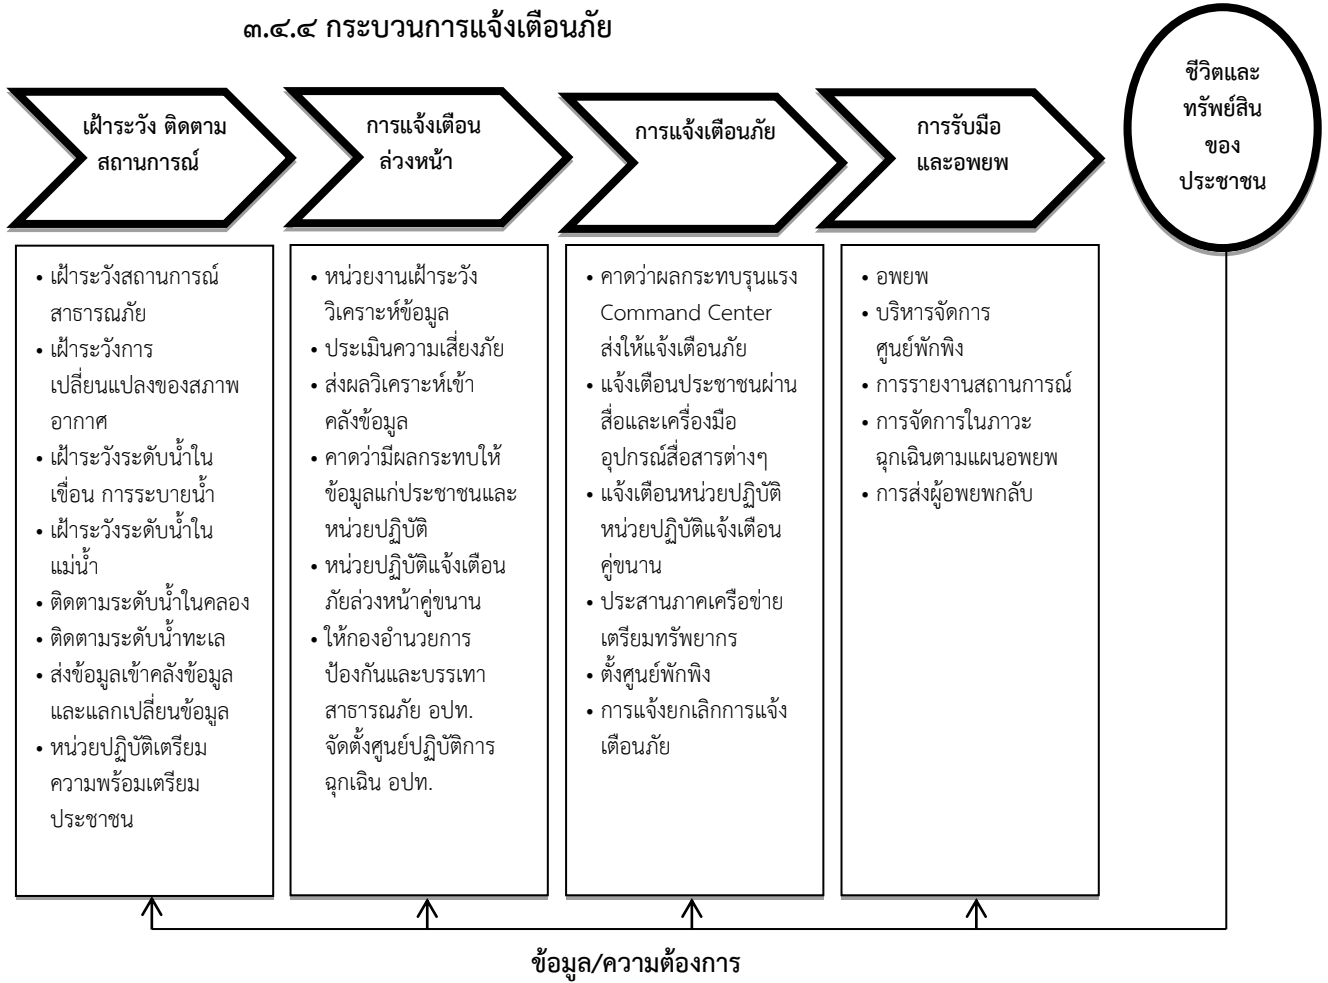 ๓.๔.๔ กระบวนการแจ้งเตือนภัย
เฝ้าระวัง ติดตาม
สถานการณ์
การแจ้งเตือน
ล่วงหน้า
การแจ้งเตือนภัย
การรับมือ
และอพยพ
ชีวิตและ
ทรัพย์สิน
ของ
ประชาชน
• เฝ้าระวังสถานการณ์
สาธารณภัย
• เฝ้าระวังการ
เปลี่ยนแปลงของสภาพ
อากาศ
• เฝ้าระวังระดับน้ำใน
เขื่อน การระบายน้ำ
• เฝ้าระวังระดับน้ำใน
แม่น้ำ
• ติดตามระดับน้ำในคลอง
• ติดตามระดับน้ำทะเล
• ส่งข้อมูลเข้าคลังข้อมูล
และแลกเปลี่ยนข้อมูล
• หน่วยปฏิบัติเตรียม
ความพร้อมเตรียม
ประชาชน
• หน่วยงานเฝ้าระวัง
วิเคราะห์ข้อมูล
• ประเมินความเสี่ยงภัย
• ส่งผลวิเคราะห์เข้า
คลังข้อมูล
• คาดว่ามีผลกระทบให้
ข้อมูลแก่ประชาชนและ
หน่วยปฏิบัติ
• หน่วยปฏิบัติแจ้งเตือน
ภัยล่วงหน้าคู่ขนาน
• ให้กองอำนวยการ
ป้องกันและบรรเทา
สาธารณภัย อปท.
จัดตั้งศูนย์ปฏิบัติการ
ฉุกเฉิน อปท.
• คาดว่าผลกระทบรุนแรง
Command Center
ส่งให้แจ้งเตือนภัย
• แจ้งเตือนประชาชนผ่าน
สื่อและเครื่องมือ
อุปกรณ์สื่อสารต่างๆ
• แจ้งเตือนหน่วยปฏิบัติ
หน่วยปฏิบัติแจ้งเตือน
คู่ขนาน
• ประสานภาคเครือข่าย
เตรียมทรัพยากร
• ตั้งศูนย์พักพิง
• การแจ้งยกเลิกการแจ้ง
เตือนภัย
• อพยพ
• บริหารจัดการ
ศูนย์พักพิง
• การรายงานสถานการณ์
• การจัดการในภาวะ
ฉุกเฉินตามแผนอพยพ
• การส่งผู้อพยพกลับ
ข้อมูล/ความต้องการ